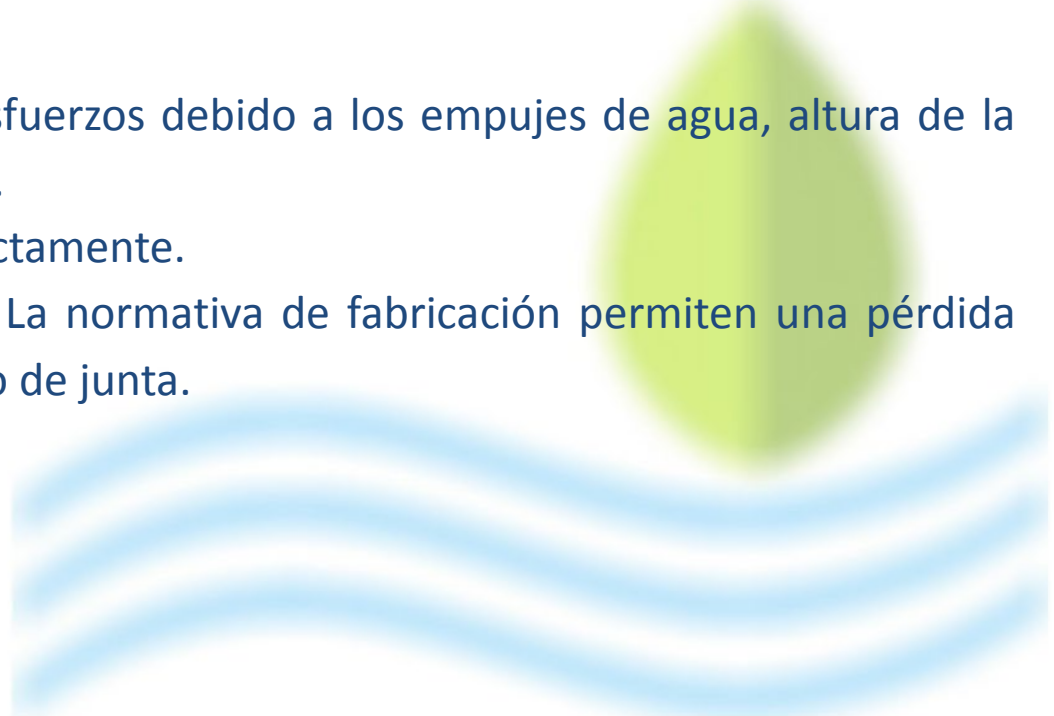 sfuerzos debido a los empujes de agua, altura de la
.
ctamente.
La normativa de fabricación permiten una pérdida
o de junta.